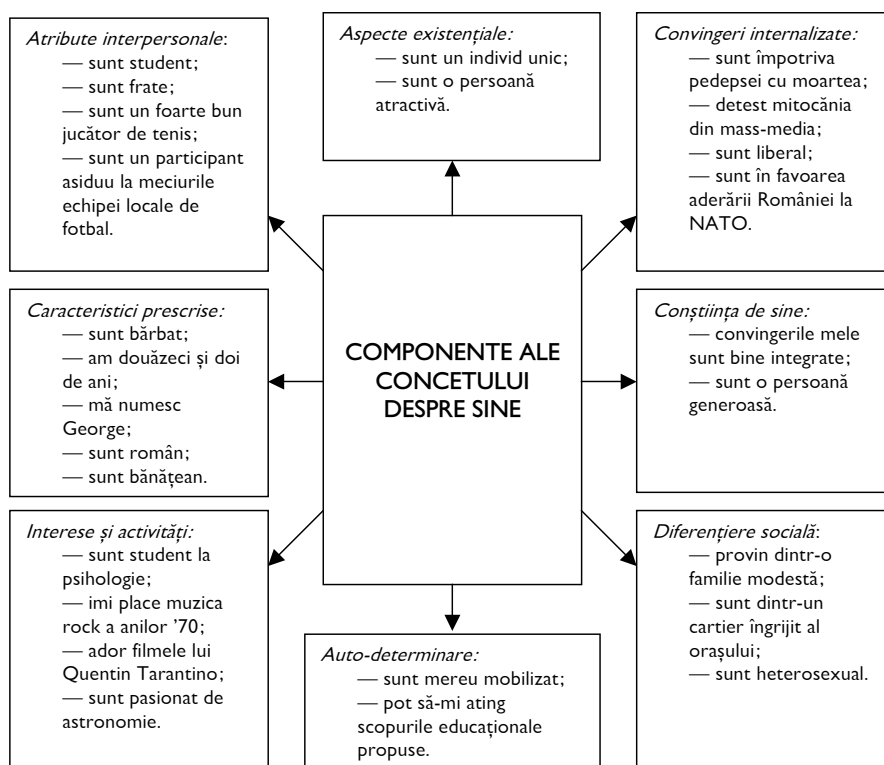 Atribute interpersonale:
— sunt student;
— sunt frate;
— sunt un foarte bun
jucător de tenis;
— sunt un participant
asiduu la meciurile
echipei locale de
fotbal.
Aspecte existențiale:
— sunt un individ unic;
— sunt o persoană
atractivă.
Convingeri internalizate:
— sunt împotriva
pedepsei cu moartea;
— detest mitocănia
din mass-media;
— sunt liberal;
— sunt în favoarea
aderării României la
NATO.
Caracteristici prescrise:
— sunt bărbat;
— am douăzeci și doi
de ani;
— mă numesc
George;
— sunt român;
— sunt bănățean.
COMPONENTE ALE
CONCETULUI
DESPRE SINE
Conștiința de sine:
— convingerile mele
sunt bine integrate;
— sunt o persoană
generoasă.
Interese și activități:
— sunt student la
psihologie;
— imi place muzica
rock a anilor ’70;
— ador filmele lui
Quentin Tarantino;
— sunt pasionat de
astronomie.
Auto-determinare:
— sunt mereu mobilizat;
— pot să-mi ating
scopurile educaționale
propuse.
Diferențiere socială:
— provin dintr-o
familie modestă;
— sunt dintr-un
cartier îngrijit al
orașului;
— sunt heterosexual.